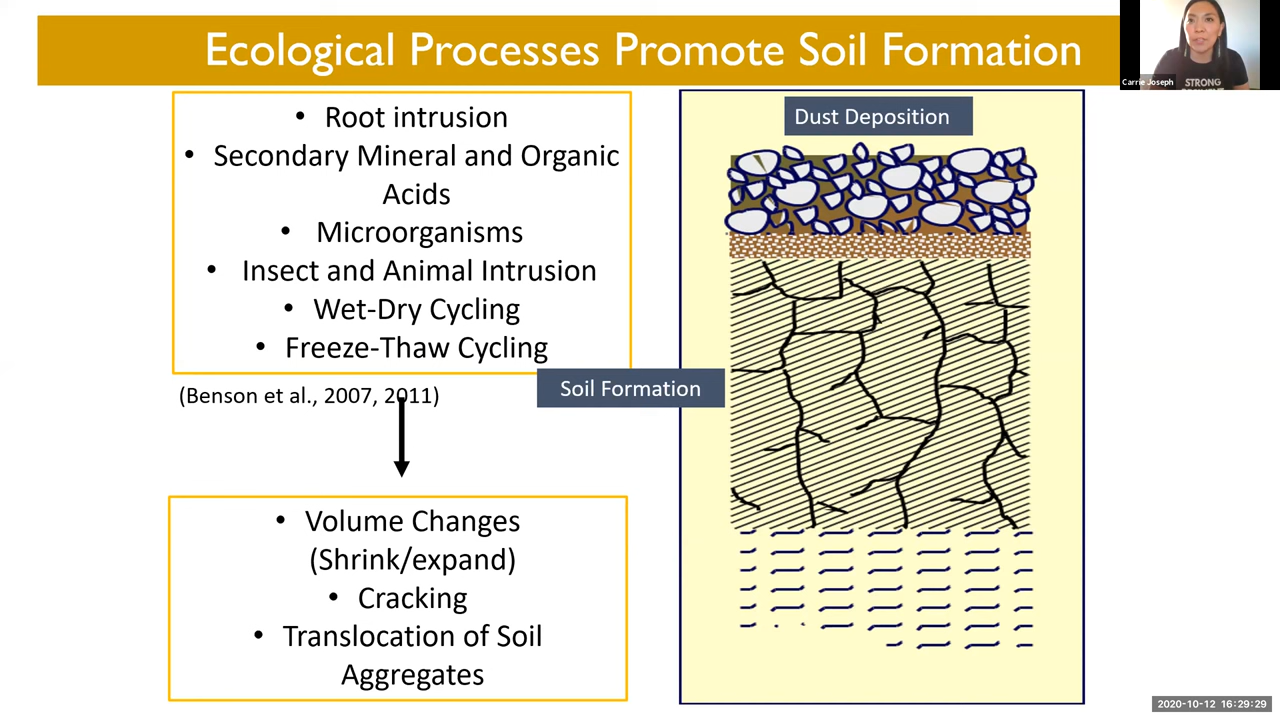 Ecological Processes Promote Soil Formation
• Root intrusion
• Secondary Mineral and Organic
Acids
• Microorganisms
• Insect and Animal Intrusion
• Wet-Dry Cycling
• Freeze-Thaw Cycling
(Benson et al., 2007, 2011)
• Volume Changes
(Shrink/expand)
• Cracking
• Translocation of Soil
Aggregates
Soil Formation
Dust Deposition
Carrie Joseph
STRONG
2020-10-12 16:29:29